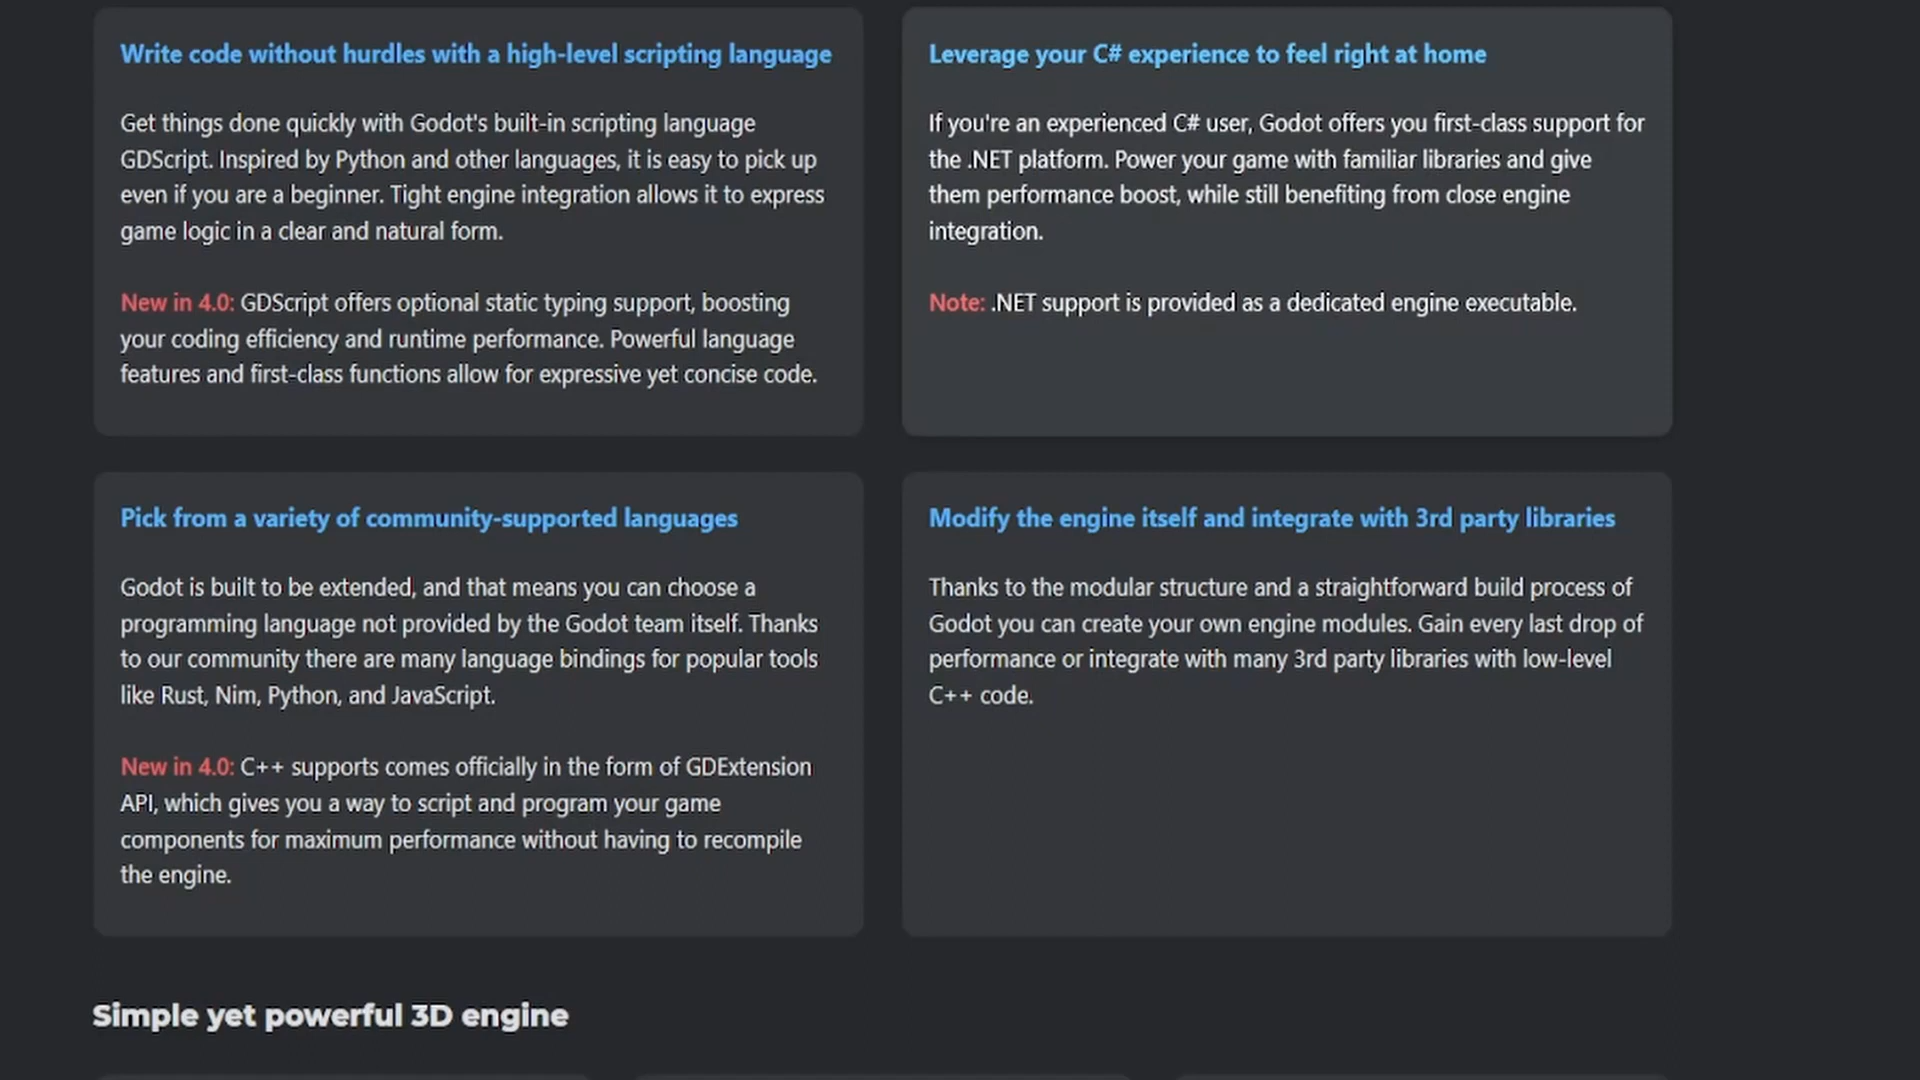 Write code without hurdles with a high-level scripting language
Get things done quickly with Godot's built-in scripting language
GDScript. Inspired by Python and other languages, it is easy to pick up
even if you are a beginner. Tight engine integration allows it to express
game logic in a clear and natural form.
New in 4.0: GDScript offers optional static typing support, boosting
your coding efficiency and runtime performance. Powerful language
features and first-class functions allow for expressive yet concise code.
Leverage your C# experience to feel right at home
If you're an experienced C# user, Godot offers you first-class support for
the .NET platform. Power your game with familiar libraries and give
them performance boost, while still benefiting from close engine
integration.
Note: .NET support is provided as a dedicated engine executable.
Pick from a variety of community-supported languages
Godot is built to be extended, and that means you can choose a
programming language not provided by the Godot team itself. Thanks
to our community there are many language bindings for popular tools
like Rust, Nim, Python, and JavaScript.
New in 4.0: C++ supports comes officially in the form of GDExtension
API, which gives you a way to script and program your game
components for maximum performance without having to recompile
the engine.
Modify the engine itself and integrate with 3rd party libraries
Thanks to the modular structure and a straightforward build process of
Godot you can create your own engine modules. Gain every last drop of
performance or integrate with many 3rd party libraries with low-level
C++ code.
Simple yet powerful 3D engine